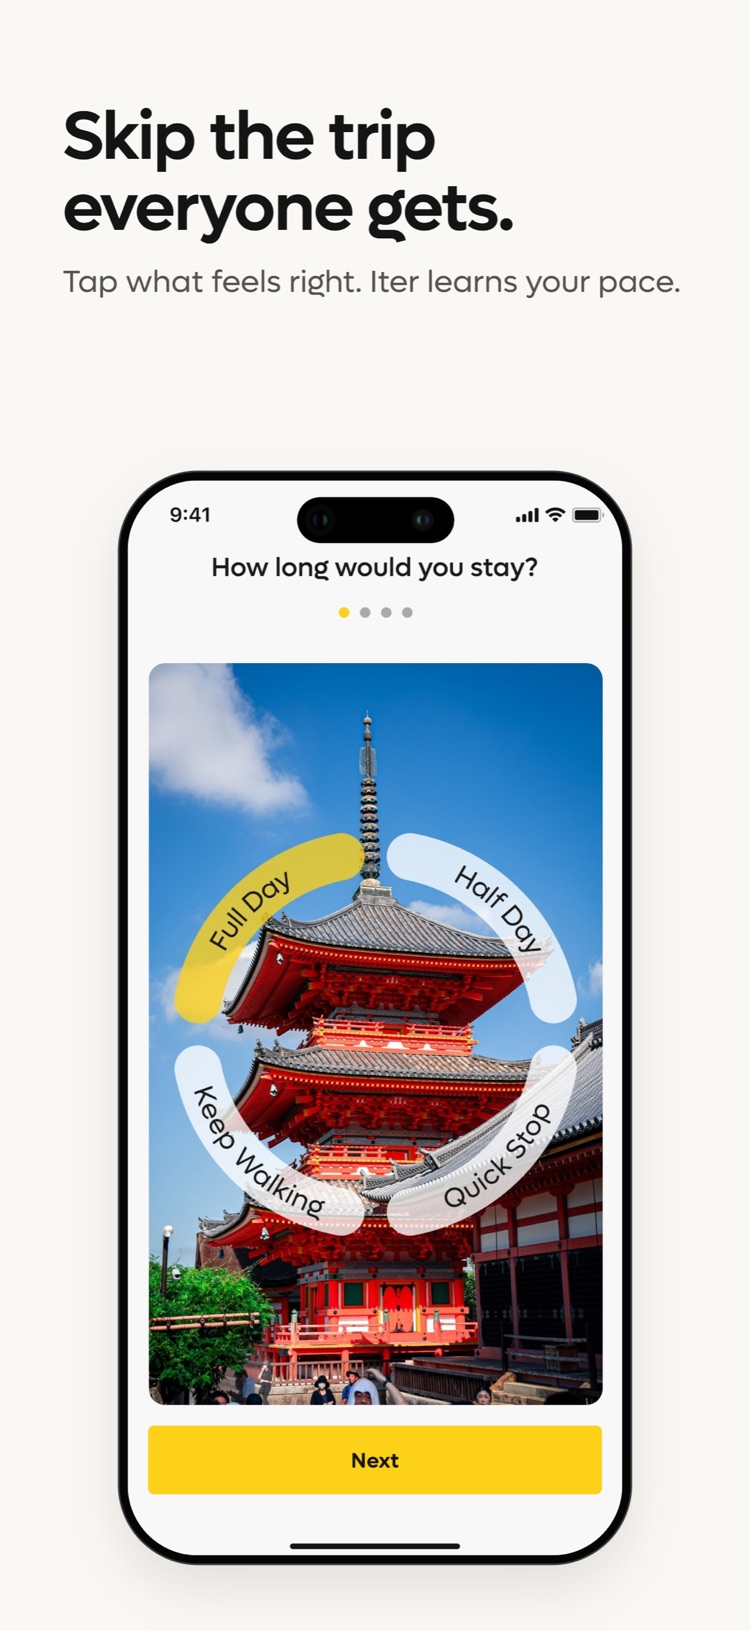 Skip the trip
everyone gets.
Tap what feels right. Iter learns your pace.
9:41
How long would you stay?
Full Day
Half Day
Keep Walking
Quick Stop
Next